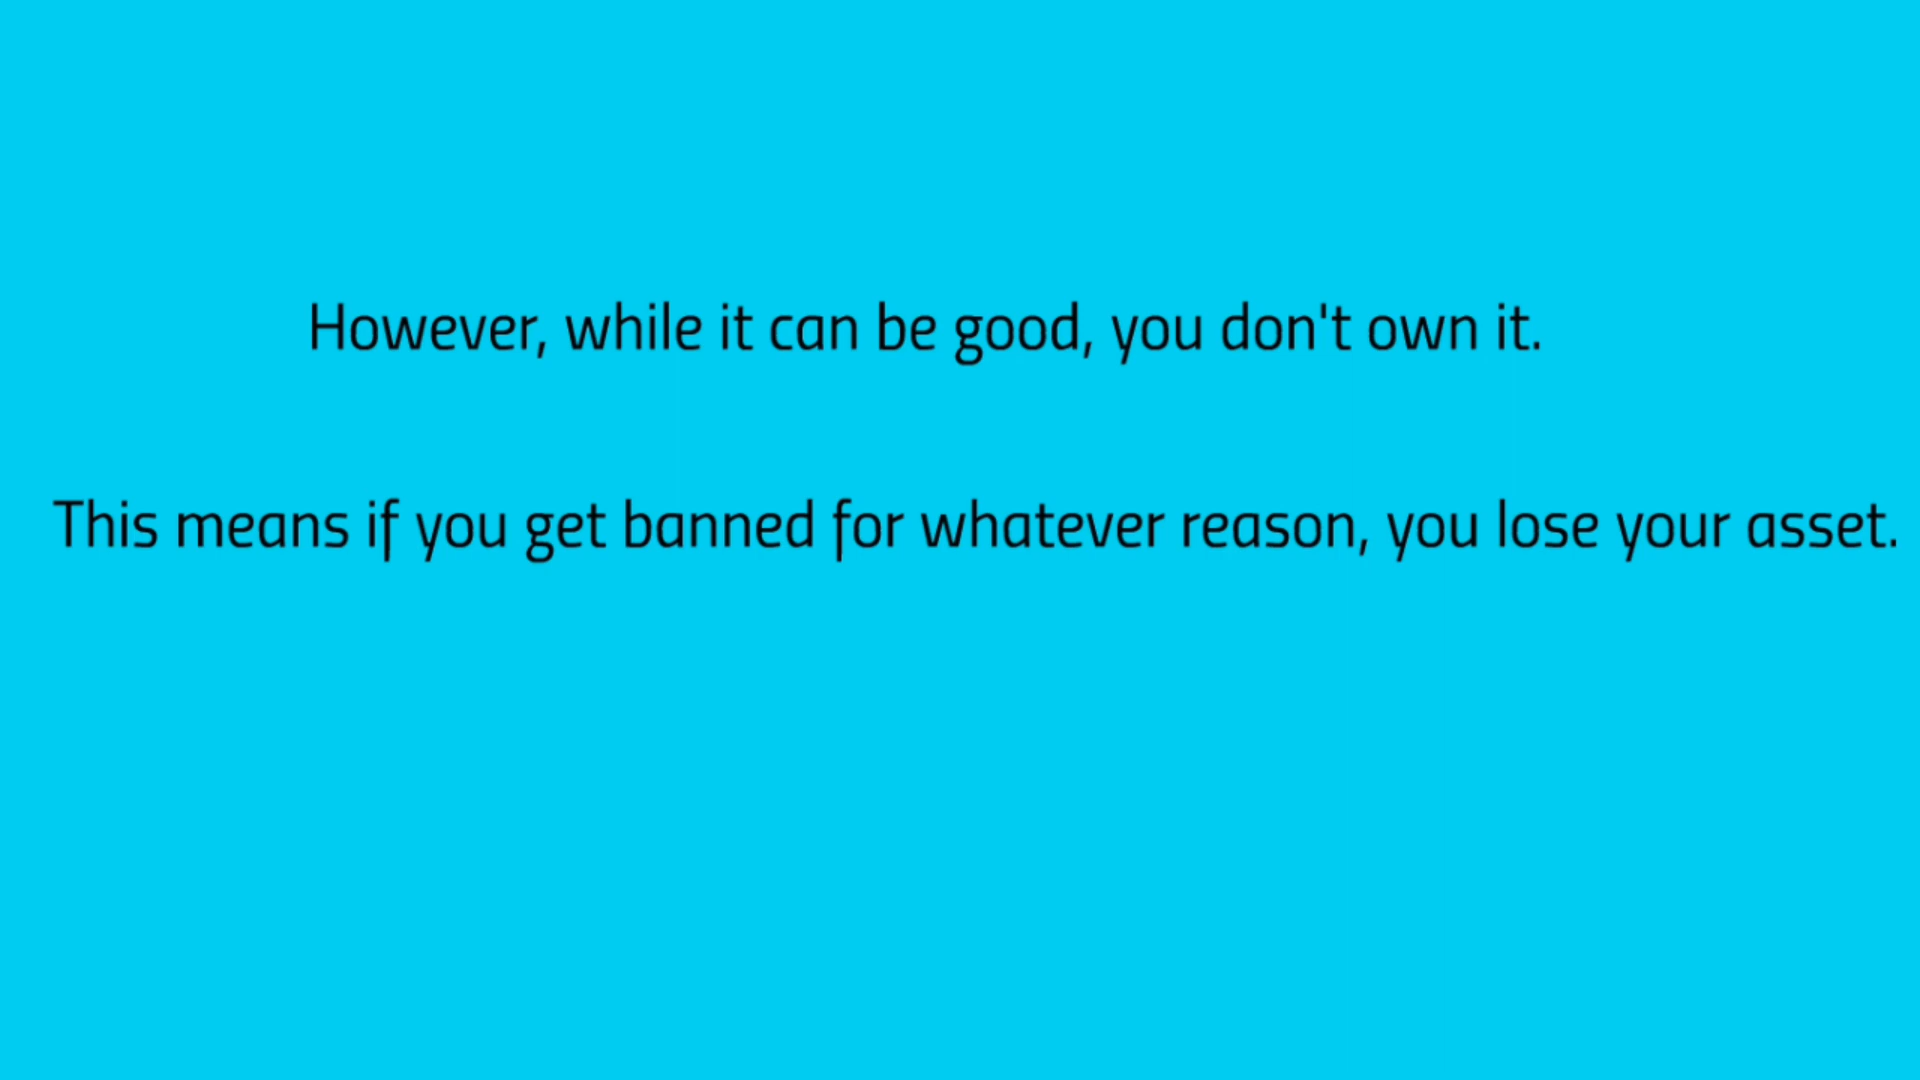 However, while it can be good, you don't own it.
This means if you get banned for whatever reason, you lose your asset.